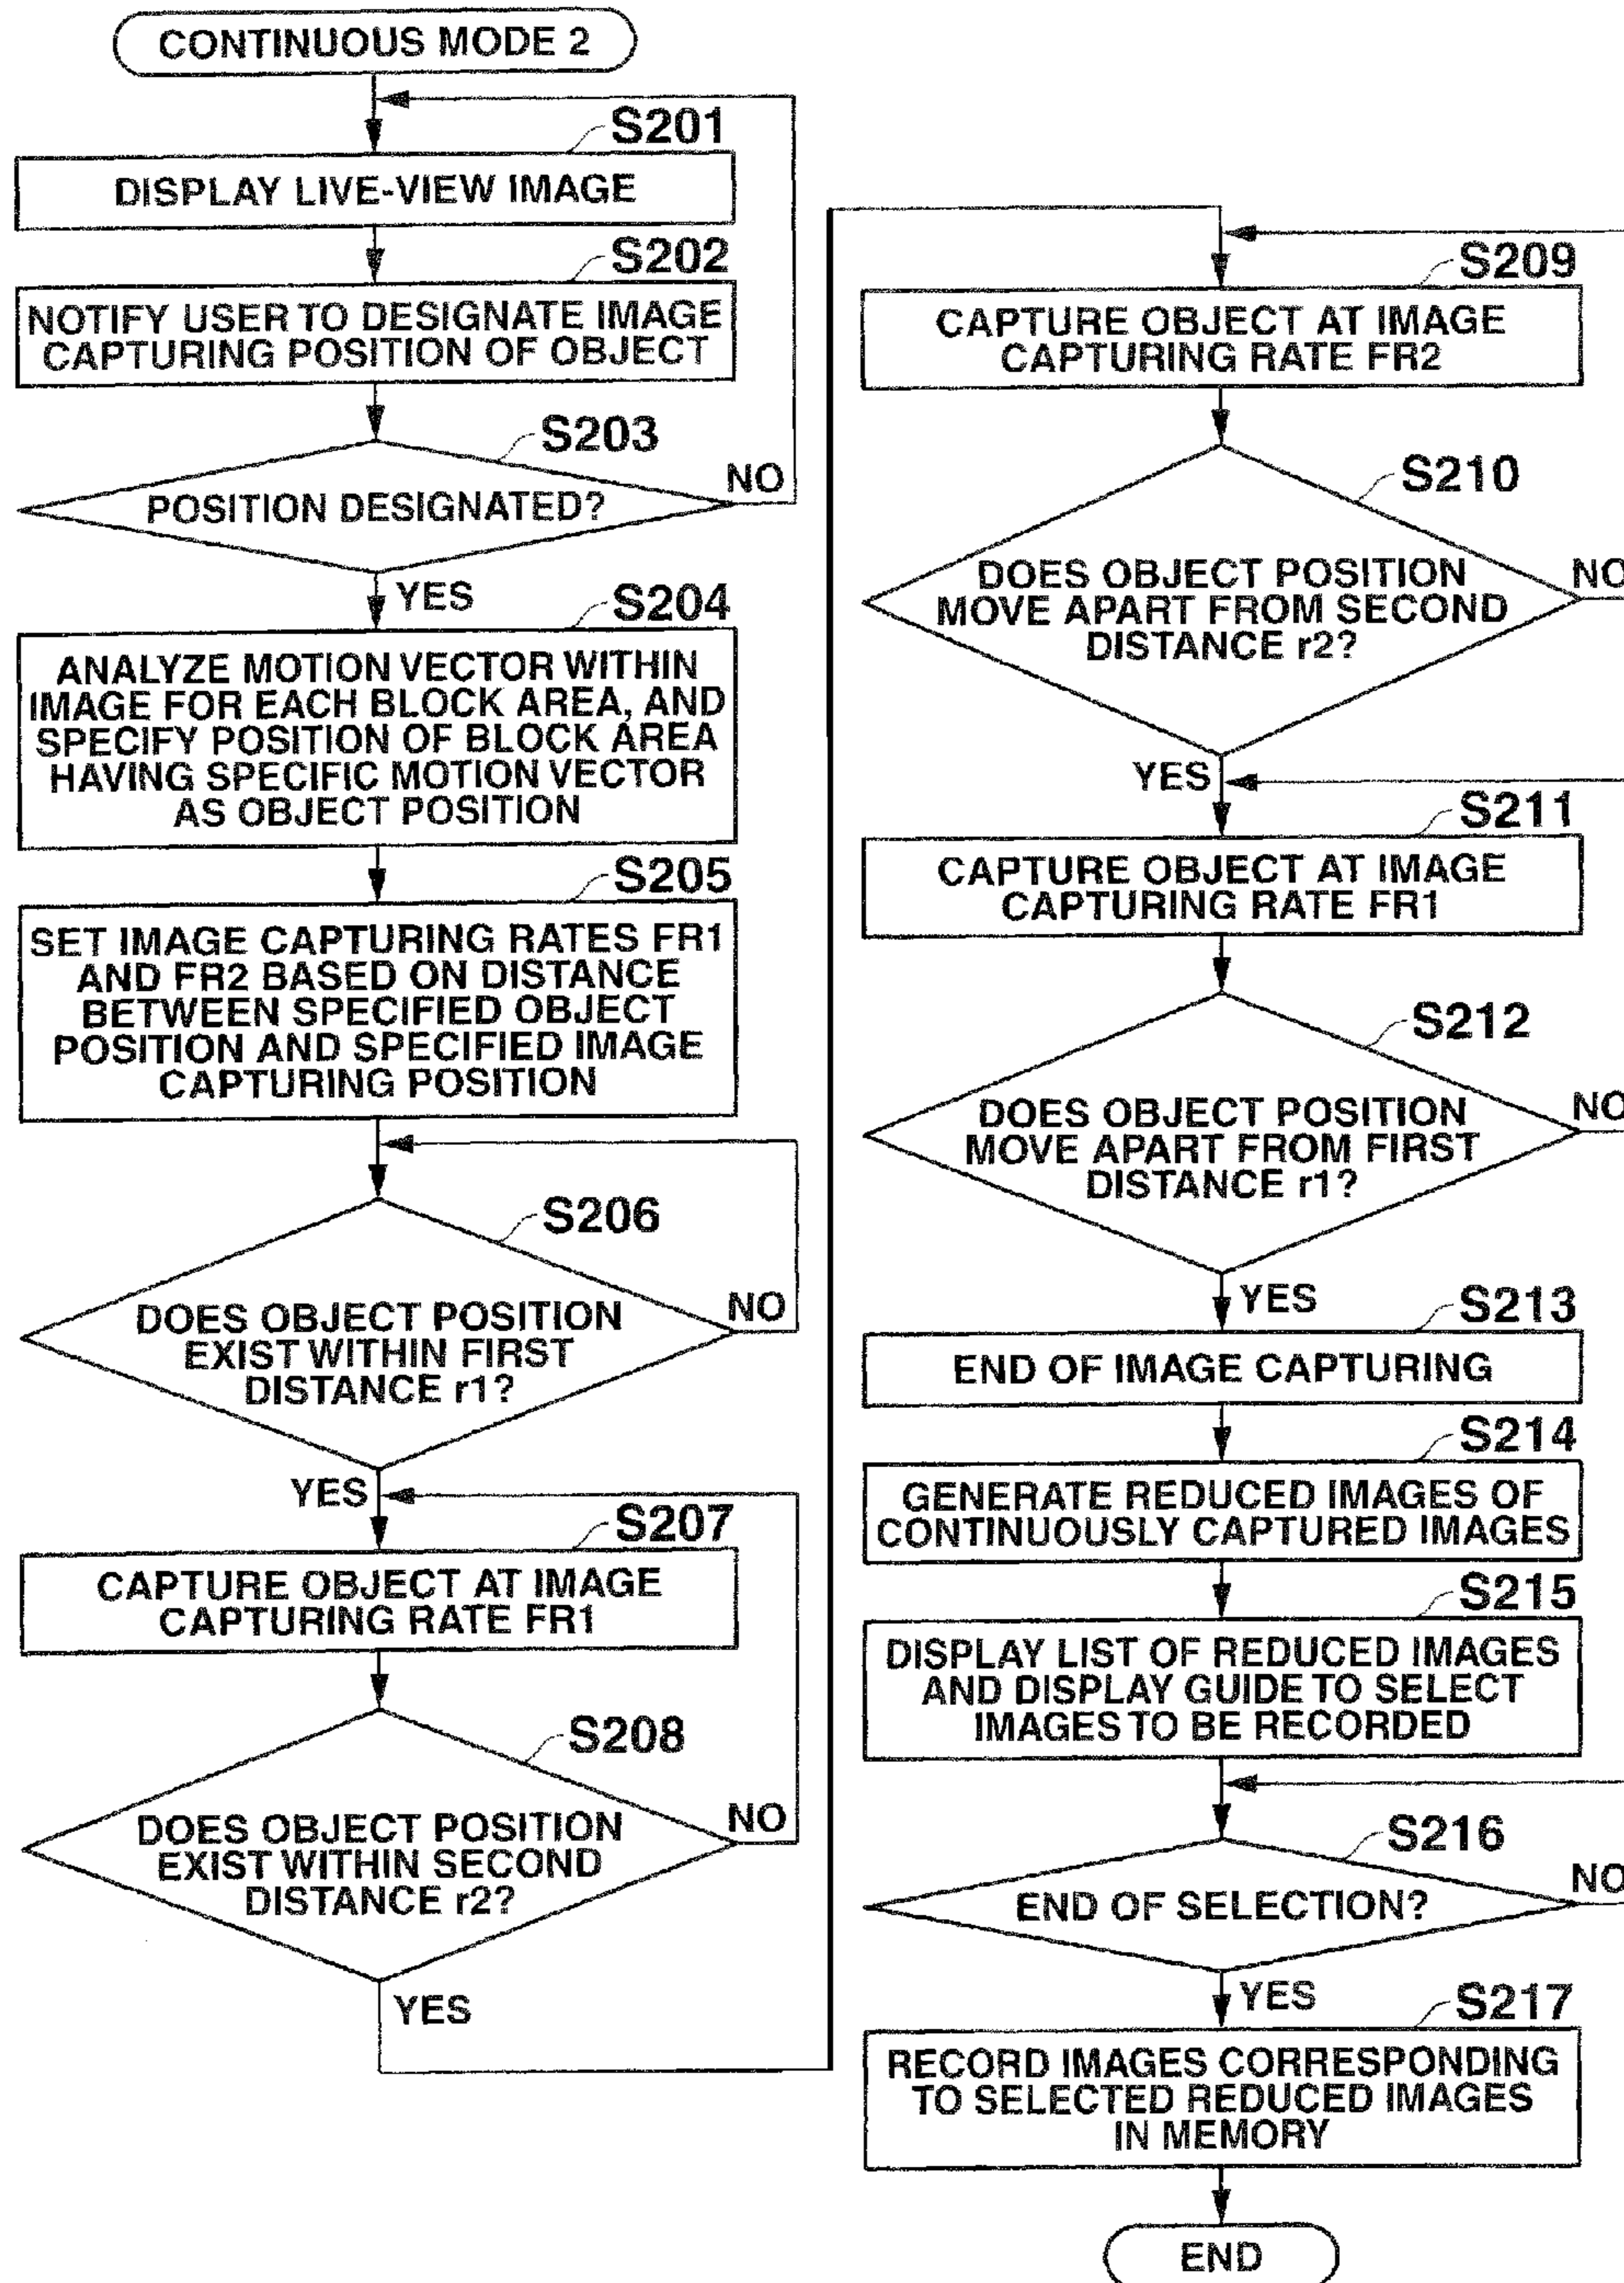 CONTINUOUS MODE 2
S201
DISPLAY LIVE-VIEW IMAGE
S202
NOTIFY USER TO DESIGNATE IMAGE
CAPTURING POSITION OF OBJECT
S203
POSITION DESIGNATED?
NO
YES
S204
ANALYZE MOTION VECTOR WITHIN
IMAGE FOR EACH BLOCK AREA, AND
SPECIFY POSITION OF BLOCK AREA
HAVING SPECIFIC MOTION VECTOR
AS OBJECT POSITION
S205
SET IMAGE CAPTURING RATES FR1
AND FR2 BASED ON DISTANCE
BETWEEN SPECIFIED OBJECT
POSITION AND SPECIFIED IMAGE
CAPTURING POSITION
S206
DOES OBJECT POSITION
EXIST WITHIN FIRST
DISTANCE r1?
NO
YES
S207
CAPTURE OBJECT AT IMAGE
CAPTURING RATE FR1
S208
DOES OBJECT POSITION
EXIST WITHIN SECOND
DISTANCE r2?
NO
YES
S209
CAPTURE OBJECT AT IMAGE
CAPTURING RATE FR2
S210
DOES OBJECT POSITION
MOVE APART FROM SECOND
DISTANCE r2?
NO
YES
S211
CAPTURE OBJECT AT IMAGE
CAPTURING RATE FR1
S212
DOES OBJECT POSITION
MOVE APART FROM FIRST
DISTANCE r1?
NO
YES
S213
END OF IMAGE CAPTURING
S214
GENERATE REDUCED IMAGES OF
CONTINUOUSLY CAPTURED IMAGES
S215
DISPLAY LIST OF REDUCED IMAGES
AND DISPLAY GUIDE TO SELECT
IMAGES TO BE RECORDED
S216
END OF SELECTION?
NO
YES
S217
RECORD IMAGES CORRESPONDING
TO SELECTED REDUCED IMAGES
IN MEMORY
END